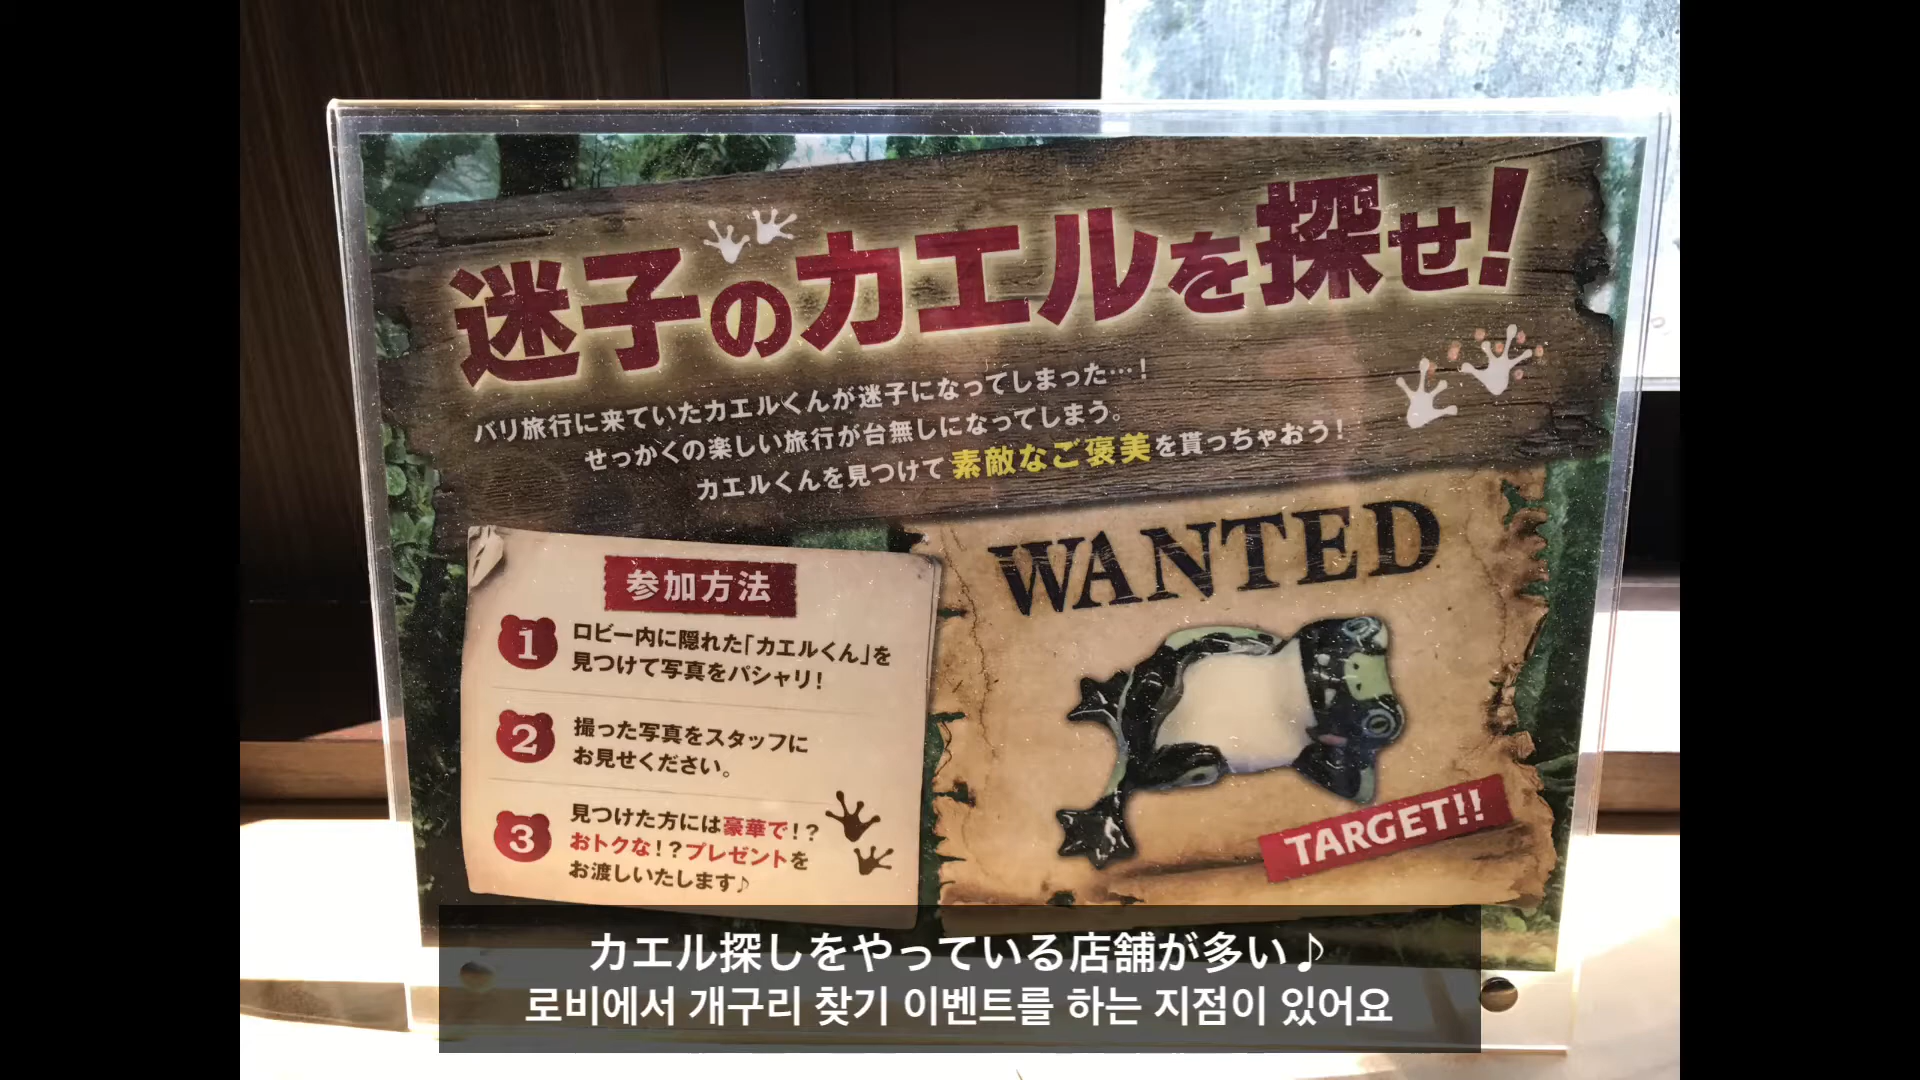 迷子のカエルを探せ!
バリ旅行に来ていたカエルくんが迷子になってしまった…!
せっかくの楽しい旅行が台無しになってしまう。
カエルくんを見つけて素敵なご褒美を貰っちゃおう!
参加方法
1 ロビー内に隠れた「カエルくん」を
見つけて写真をパシャリ!
2 撮った写真をスタッフに
お見せください。
3 見つけた方には豪華で!?
おトクな!?プレゼントを
お渡しいたします♪
WANTED
TARGET!!
カエル探しをやっている店舗が多い♪
로비에서 개구리 찾기 이벤트를 하는 지점이 있어요